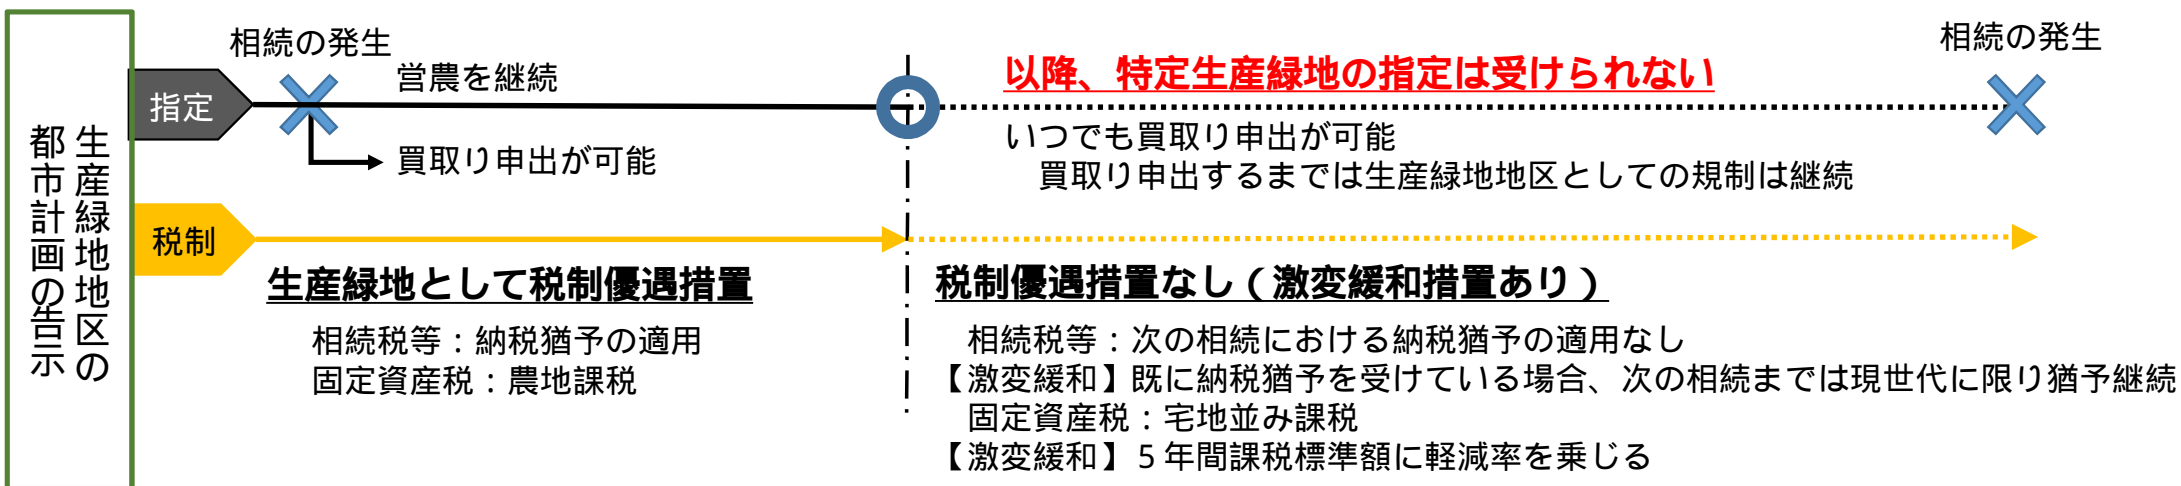 生産緑地地区の
都市計画の告示
指定
相続の発生
営農を継続
買取り申出が可能
以降、特定生産緑地の指定は受けられない
いつでも買取り申出が可能
買取り申出するまでは生産緑地地区としての規制は継続
相続の発生
税制
生産緑地として税制優遇措置
相続税等：納税猶予の適用
固定資産税：農地課税
税制優遇措置なし（激変緩和措置あり）
相続税等：次の相続における納税猶予の適用なし
【激変緩和】既に納税猶予を受けている場合、次の相続までは現世代に限り猶予継続
固定資産税：宅地並み課税
【激変緩和】５年間課税標準額に軽減率を乗じる